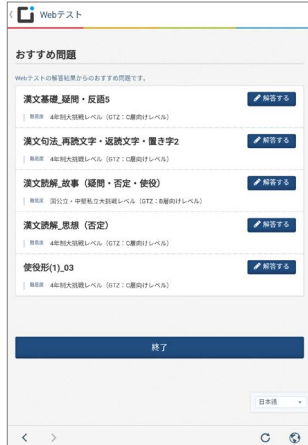 Webテスト
おすすめ問題
Webテストの解答結果からのおすすめ問題です。
漢文基礎_疑問・反語5
解答する
難易度 4年制大挑戦レベル（GTZ：C層向けレベル）
漢文句法_再読文字・返読文字・置き字2
解答する
難易度 4年制大挑戦レベル（GTZ：C層向けレベル）
漢文読解_故事（疑問・否定・使役）
解答する
難易度 国公立・中堅私立大挑戦レベル（GTZ：B層向けレベル）
漢文読解_思想（否定）
解答する
難易度 4年制大挑戦レベル（GTZ：C層向けレベル）
使役形(1)_03
解答する
難易度 4年制大挑戦レベル（GTZ：C層向けレベル）
終了
日本語